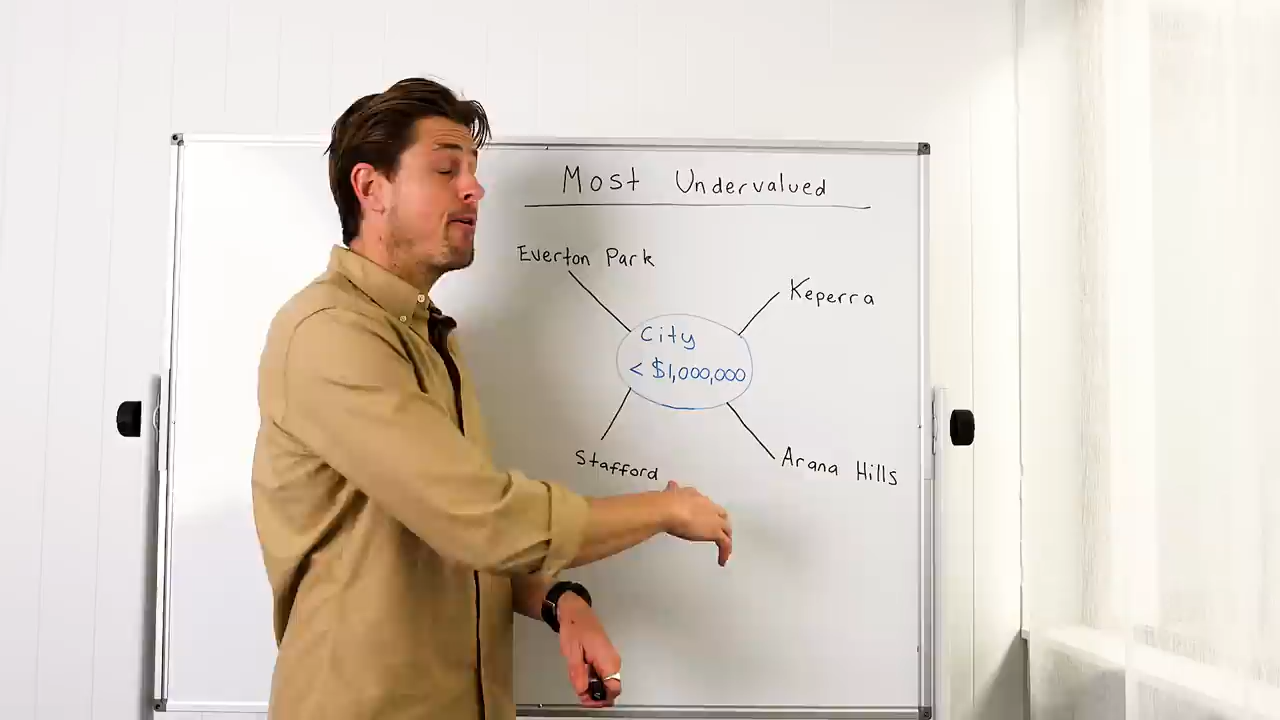 Most Undervalued
Everton Park
Keperra
City
< $1,000,000
Stafford
Arana Hills